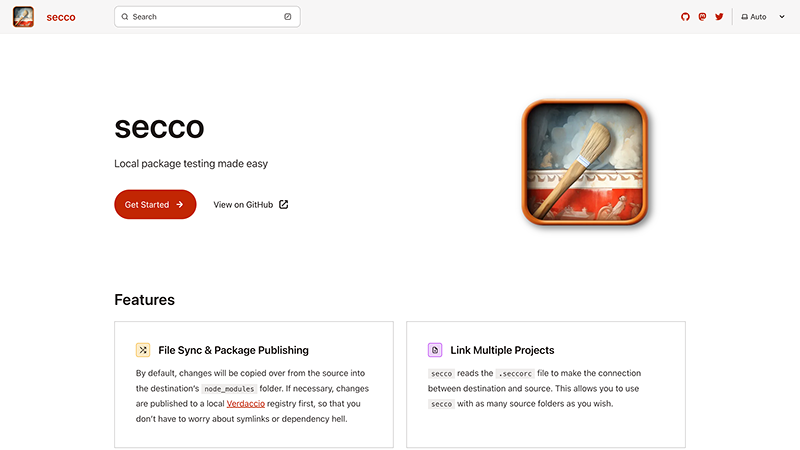 secco
Search
Auto
secco
Local package testing made easy
Get Started
View on GitHub
Features
File Sync & Package Publishing
By default, changes will be copied over from the source into
the destination's node_modules folder. If necessary, changes
are published to a local Verdaccio registry first, so that you
don't have to worry about symlinks or dependency hell.
Link Multiple Projects
secco reads the .seccorc file to make the connection
between destination and source. This allows you to use
secco with as many source folders as you wish.